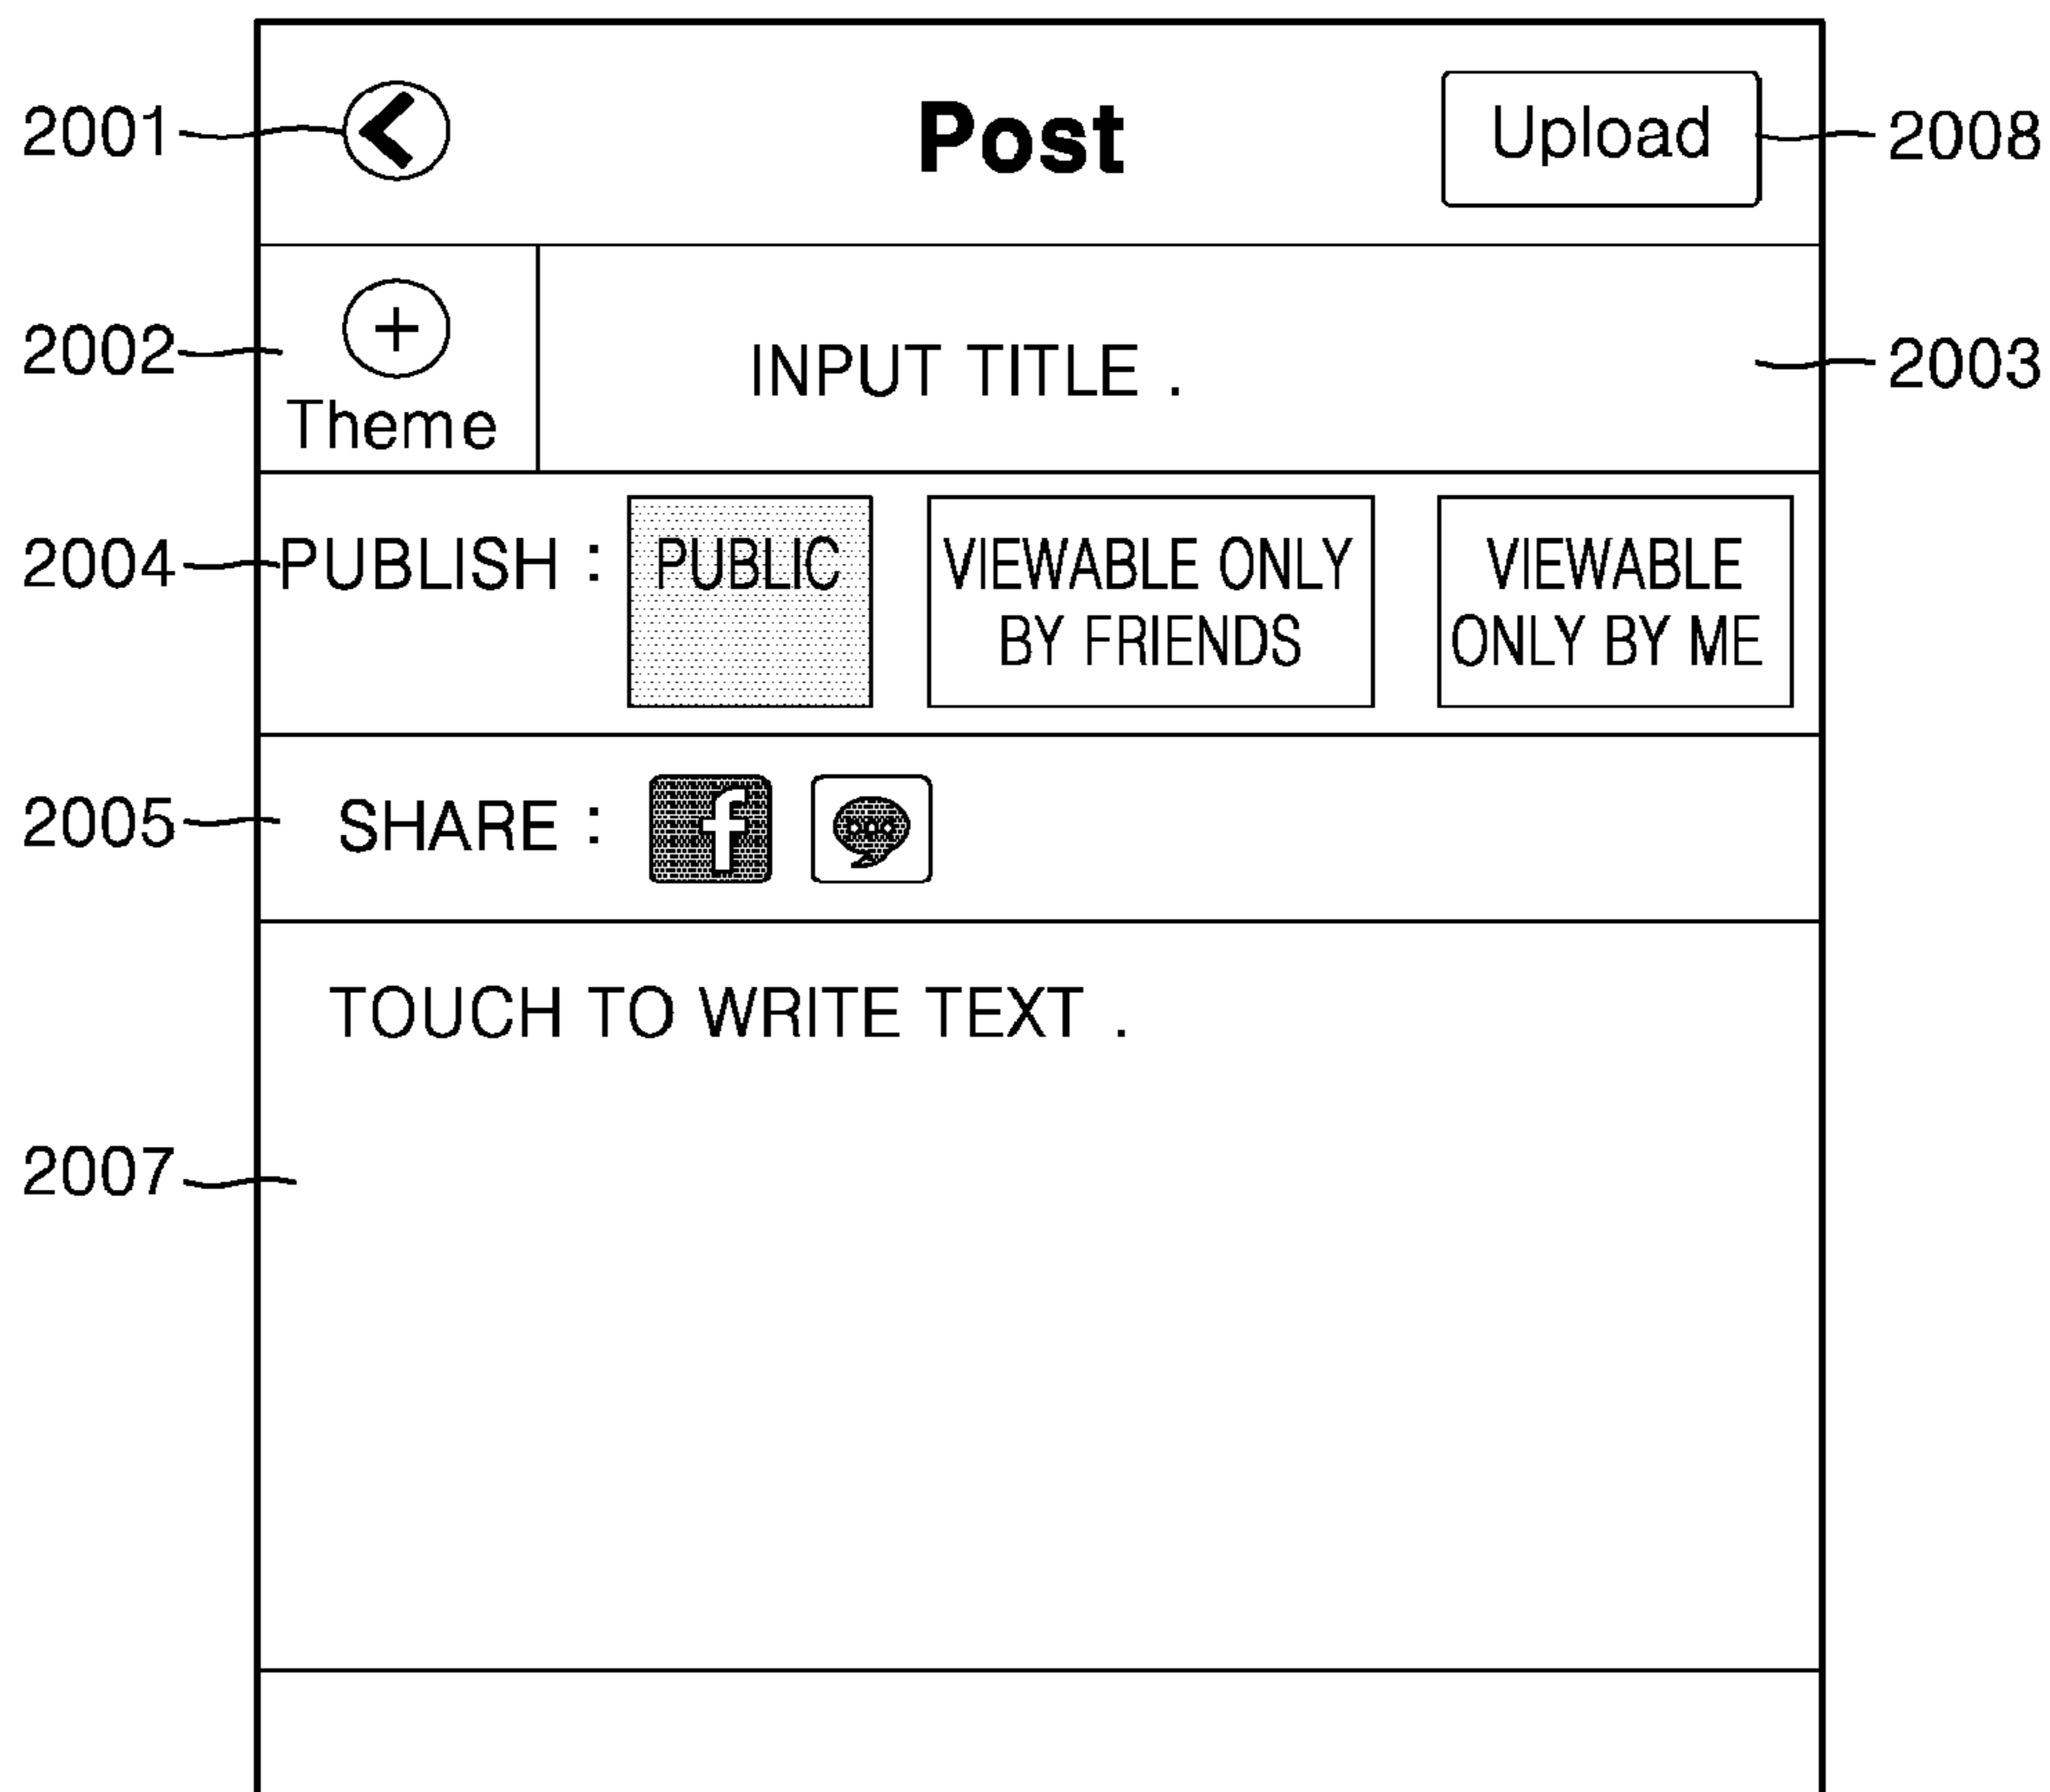 2001 Post Upload 2008
2002 Theme INPUT TITLE . 2003
2004 PUBLISH : PUBLIC VIEWABLE ONLY BY FRIENDS VIEWABLE ONLY BY ME
2005 SHARE : f
TOUCH TO WRITE TEXT .
2007